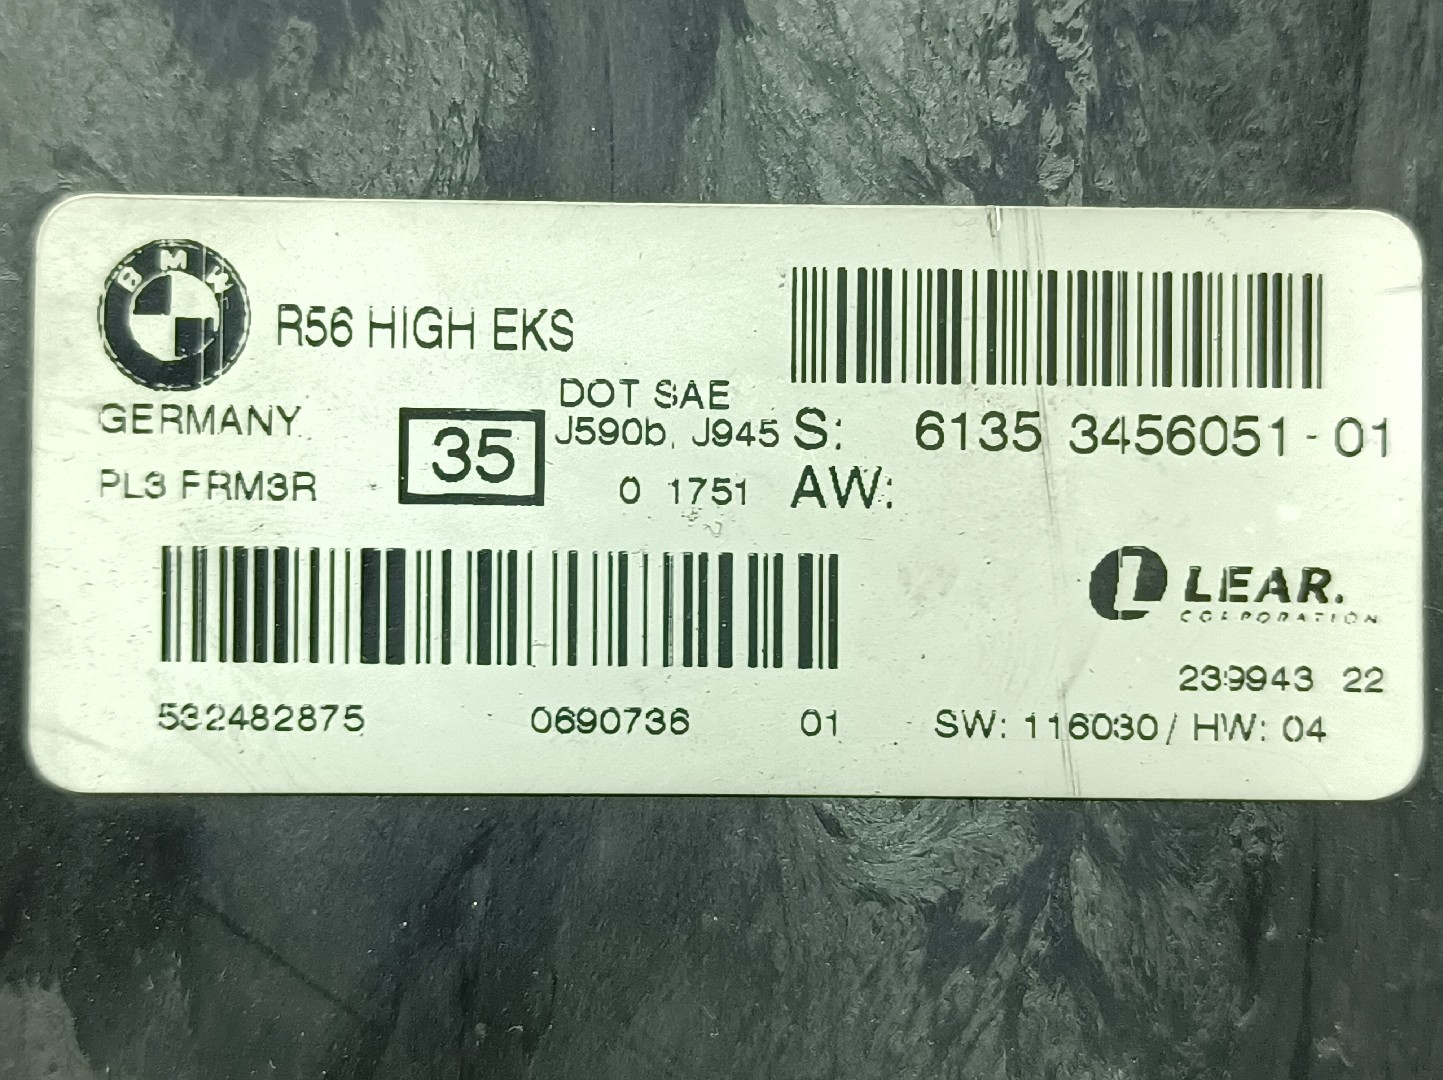 BMW
R56 HIGH EKS
DOT SAE
GERMANY
35
J590b, J945
S: 6135 3456051-01
PL3 FRM3R
0 1751
AW:
LEAR.
CORPORATION
239943 22
532482875 0690736 01
SW: 116030 / HW: 04